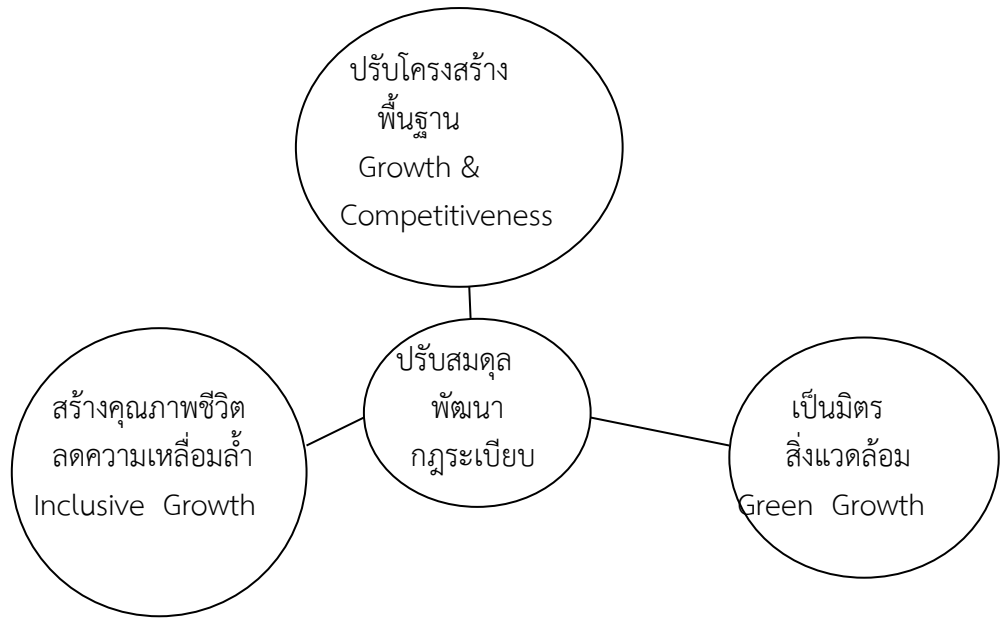 ปรับโครงสร้าง
พื้นฐาน
Growth &
Competitiveness
ปรับสมดุล
พัฒนา
กฎระเบียบ
สร้างคุณภาพชีวิต
ลดความเหลื่อมล้ำ
Inclusive Growth
เป็นมิตร
สิ่งแวดล้อม
Green Growth